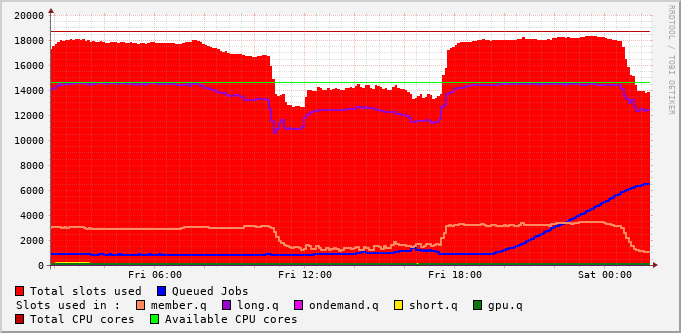 20000
18000
16000
14000
12000
10000
8000
6000
4000
2000
0
Fri 06:00 Fri 12:00 Fri 18:00 Sat 00:00
RRDTOOL / TOBI OETIKER
Total slots used Queued Jobs
Slots used in : member.q long.q ondemand.q short.q gpu.q
Total CPU cores Available CPU cores